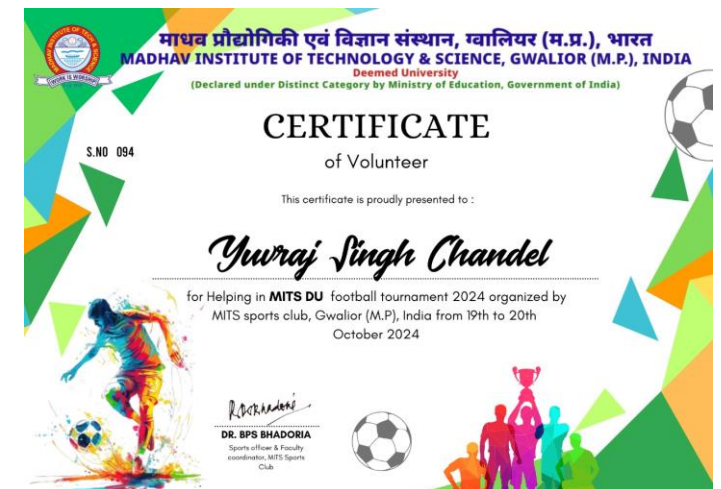 माधव प्रौद्योगिकी एवं विज्ञान संस्थान, ग्वालियर (म.प्र.), भारत
MADHAV INSTITUTE OF TECHNOLOGY & SCIENCE, GWALIOR (M.P.), INDIA
Deemed University
(Declared under Distinct Category by Ministry of Education, Government of India)
WORK IS WORSHIP
CERTIFICATE
of Volunteer
S.NO 094
This certificate is proudly presented to :
Yuvraj Singh Chandel
for Helping in MITS DU football tournament 2024 organized by
MITS sports club, Gwalior (M.P), India from 19th to 20th
October 2024
DR. BPS BHADORIA
Sports officer & Faculty
coordinator, MITS Sports
Club